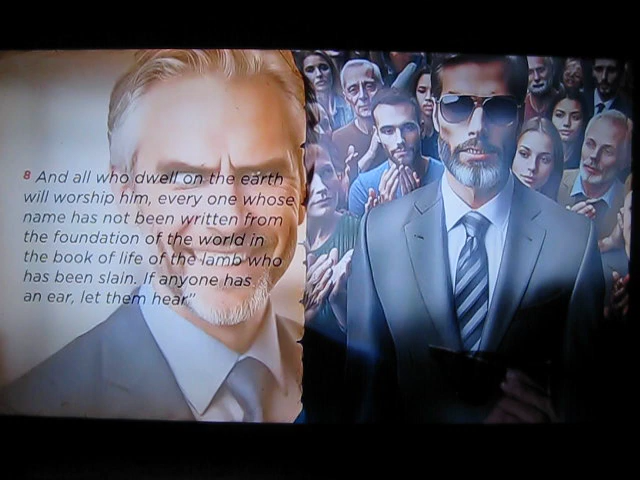 8 And all who dwell on the earth
will worship him, every one whose
name has not been written from
the foundation of the world in
the book of life of the lamb who
has been slain. If anyone has
an ear, let them hear"